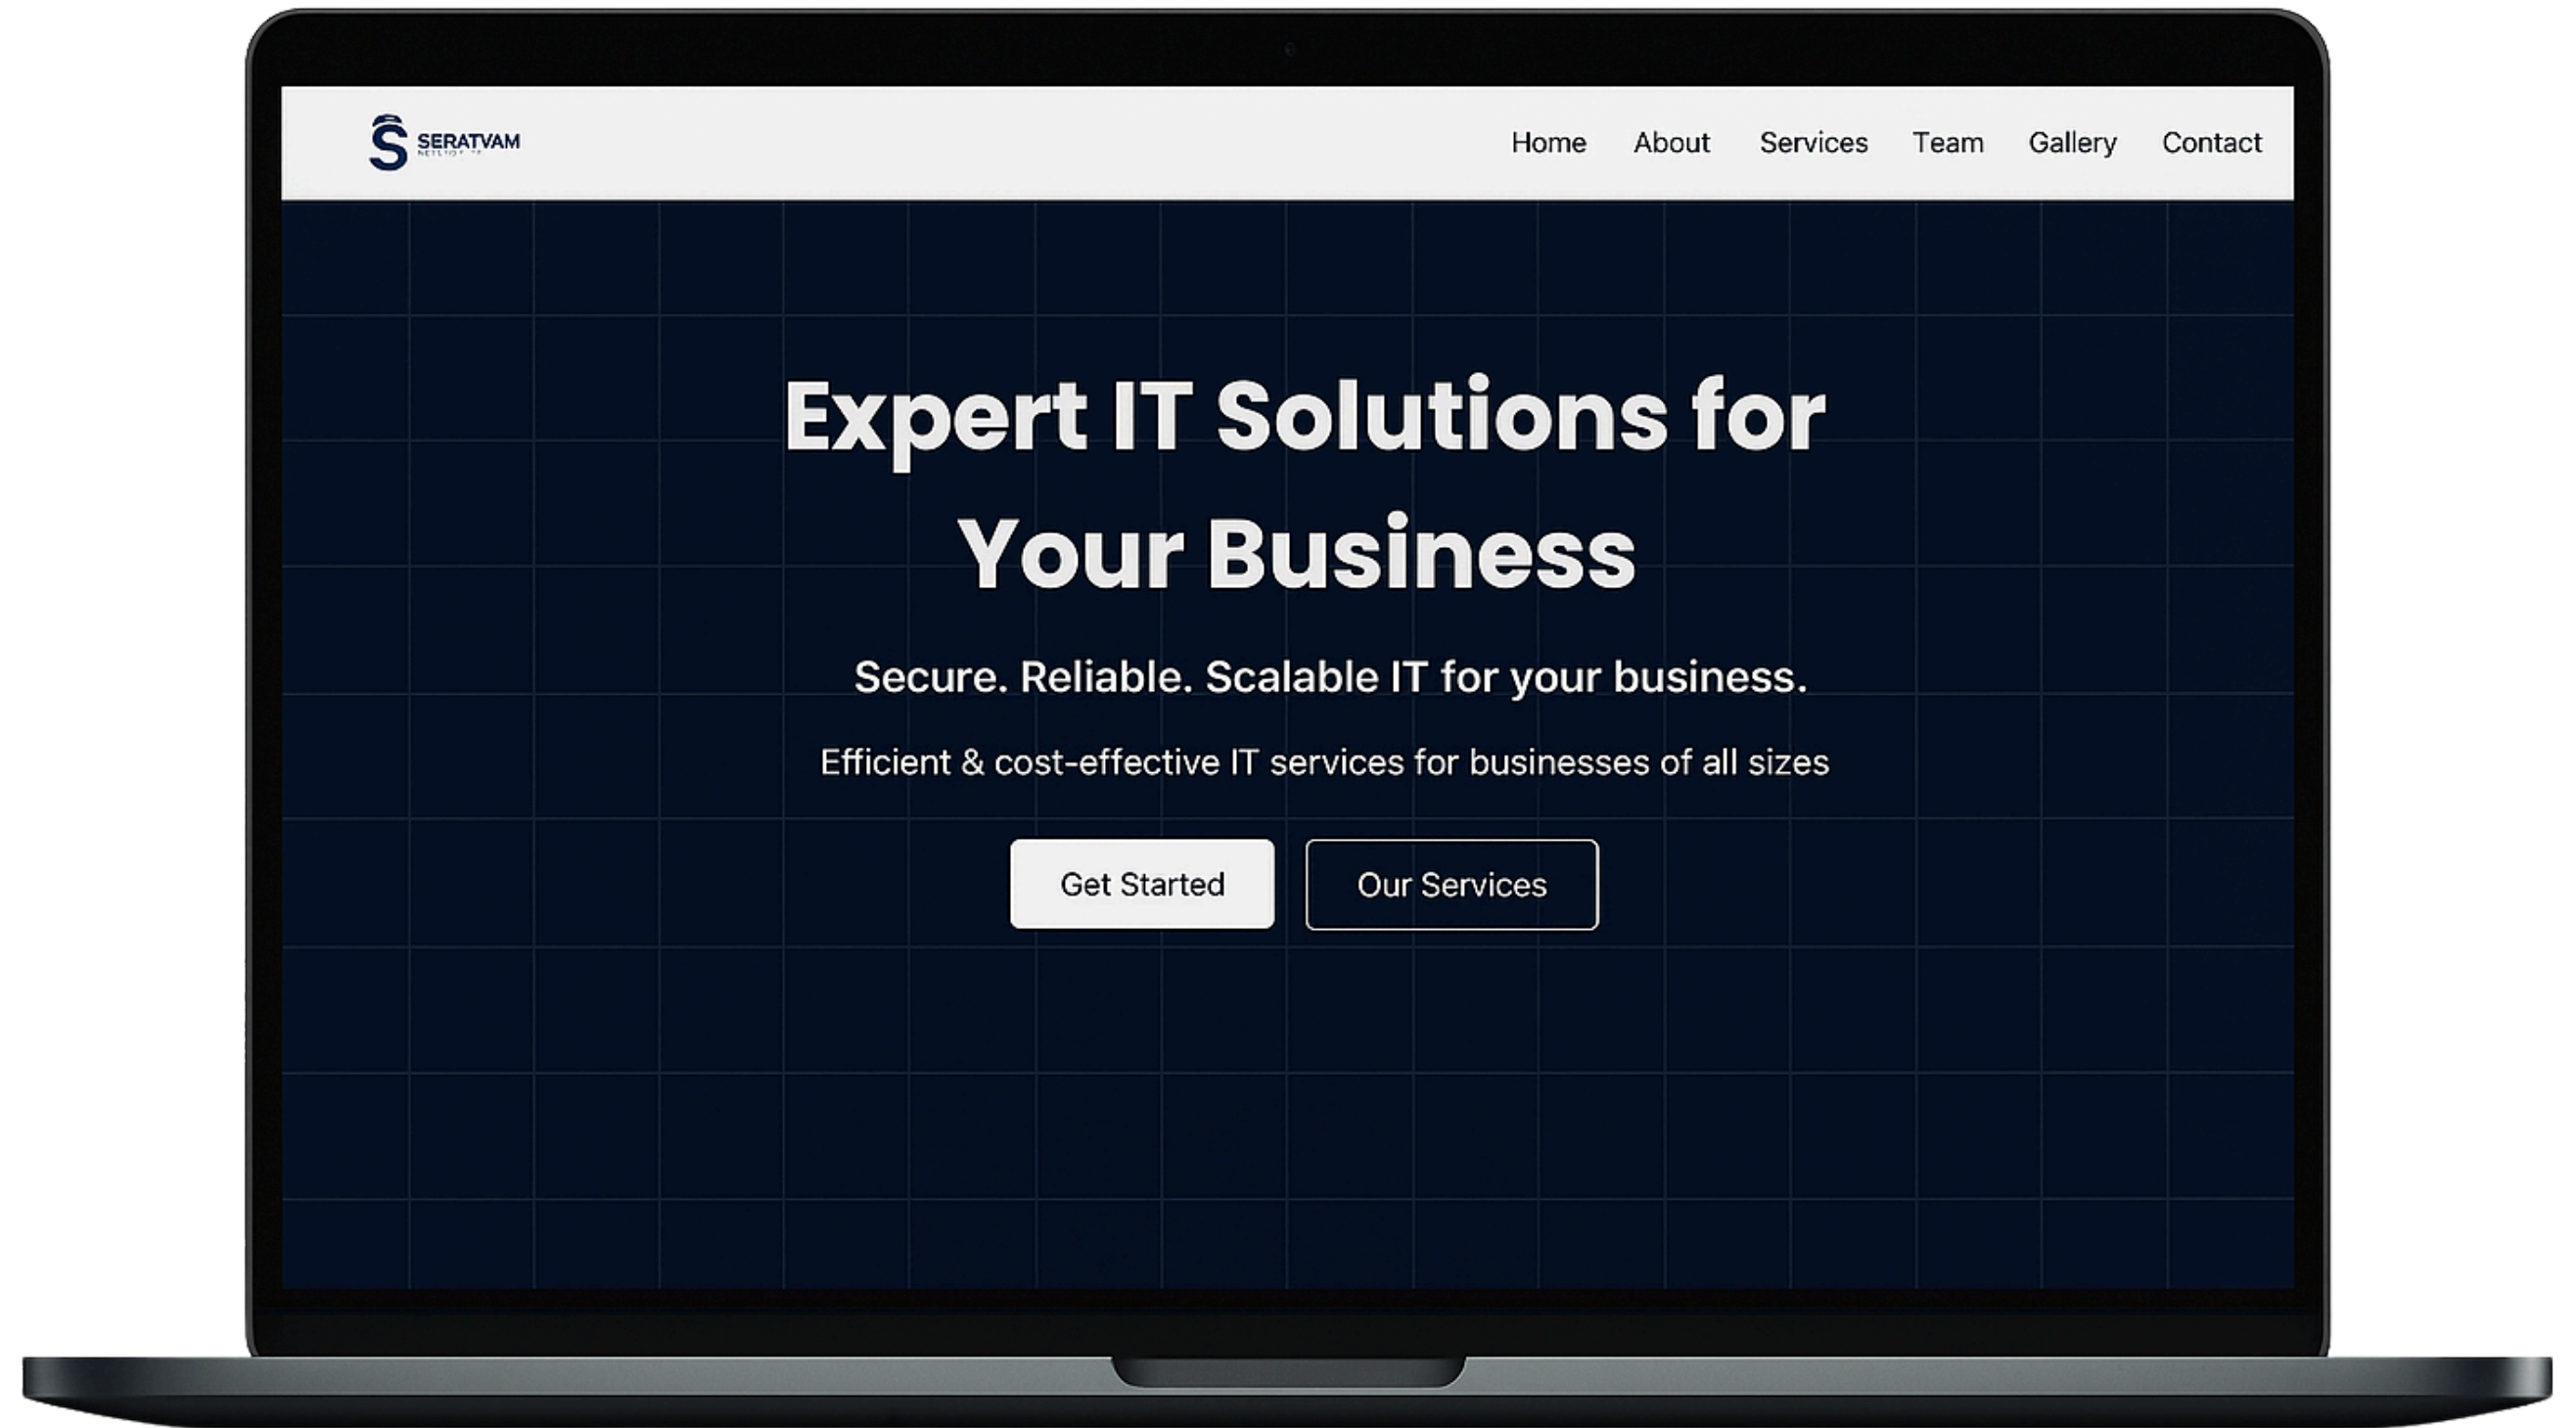 SERATVAM
Home About Services Team Gallery Contact
Expert IT Solutions for
Your Business
Secure. Reliable. Scalable IT for your business.
Efficient & cost-effective IT services for businesses of all sizes
Get Started Our Services